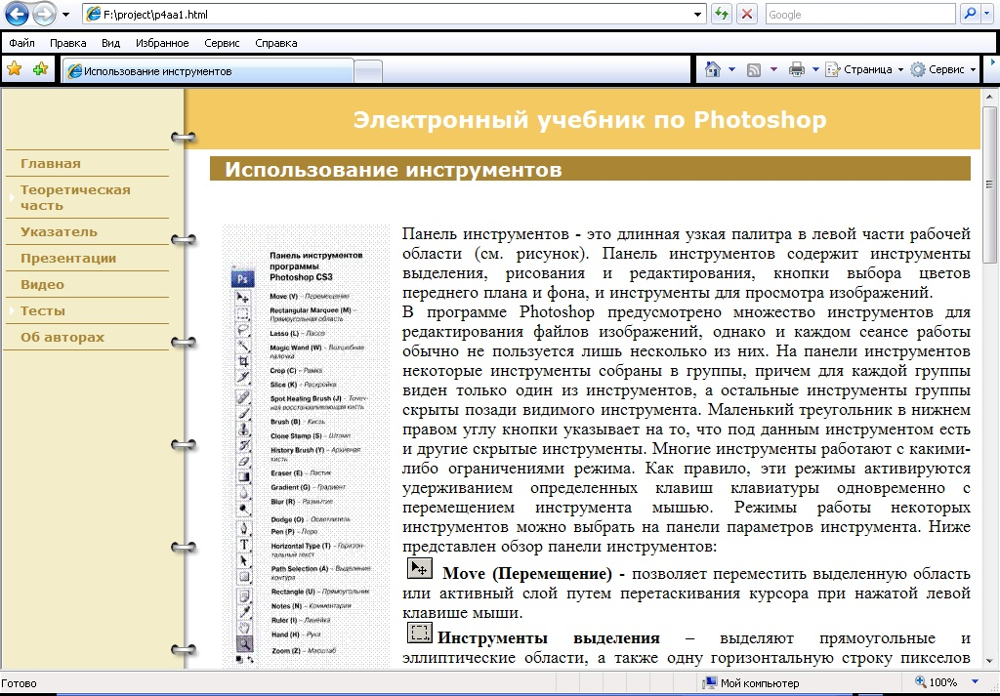 F:\project\p4aa1.html
Google
Файл Правка Вид Избранное Сервис Справка
Использование инструментов
Страница Сервис
Электронный учебник по Photoshop
Главная
Теоретическая
часть
Указатель
Презентации
Видео
Тесты
Об авторах
Использование инструментов
Панель инструментов
программы
Photoshop CS3
Ps
Move (V) – Перемещение
Rectangular Marquee (M) –
Прямоугольная область
Lasso (L) – Лассо
Magic Wand (W) – Волшебная
палочка
Crop (C) – Рамка
Slice (K) – Раскройка
Spot Healing Brush (J) – Точеч-
ная восстанавливающая кисть
Brush (B) – Кисть
Clone Stamp (S) – Штамп
History Brush (Y) – Архивная
кисть
Eraser (E) – Ластик
Gradient (G) – Градиент
Blur (R) – Размытие
Dodge (O) – Осветлитель
Pen (P) – Перо
Horizontal Type (T) – Горизон-
тальный текст
Path Selection (A) – Выделение
контура
Rectangle (U) – Прямоугольник
Notes (N) – Комментарии
Ruler (I) – Линейка
Hand (H) – Рука
Zoom (Z) – Масштаб
Панель инструментов - это длинная узкая палитра в левой части рабочей
области (см. рисунок). Панель инструментов содержит инструменты
выделения, рисования и редактирования, кнопки выбора цветов
переднего плана и фона, и инструменты для просмотра изображений.
В программе Photoshop предусмотрено множество инструментов для
редактирования файлов изображений, однако и каждом сеансе работы
обычно не пользуется лишь несколько из них. На панели инструментов
некоторые инструменты собраны в группы, причем для каждой группы
виден только один из инструментов, а остальные инструменты группы
скрыты позади видимого инструмента. Маленький треугольник в нижнем
правом углу кнопки указывает на то, что под данным инструментом есть
и другие скрытые инструменты. Многие инструменты работают с какими-
либо ограничениями режима. Как правило, эти режимы активируются
удерживанием определенных клавиш клавиатуры одновременно с
перемещением инструмента мышью. Режимы работы некоторых
инструментов можно выбрать на панели параметров инструмента. Ниже
представлен обзор панели инструментов:
Move (Перемещение) - позволяет переместить выделенную область
или активный слой путем перетаскивания курсора при нажатой левой
клавише мыши.
Инструменты выделения – выделяют прямоугольные и
эллиптические области, а также одну горизонтальную строку пикселов
Готово
Мой компьютер
100%